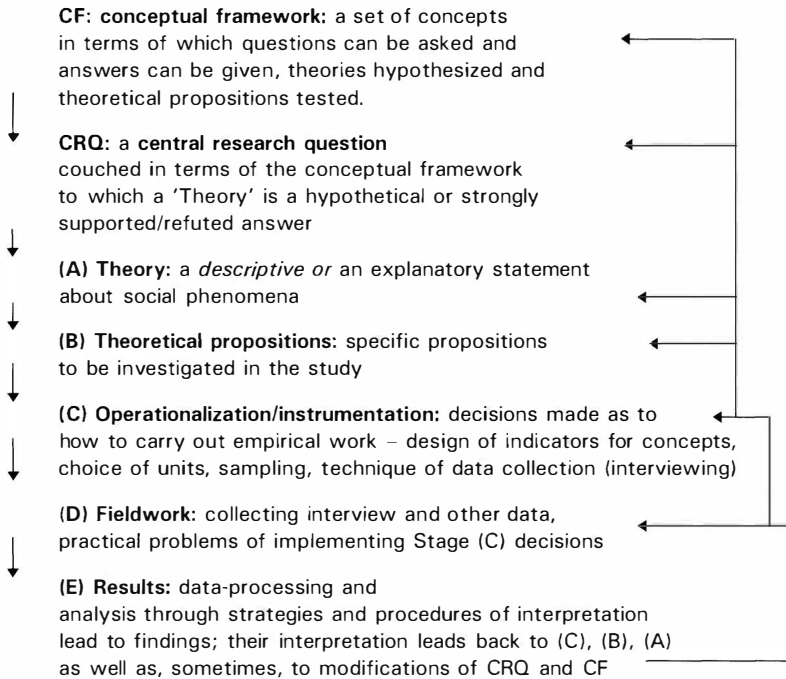 CF: conceptual framework: a set of concepts
in terms of which questions can be asked and
answers can be given, theories hypothesized and
theoretical propositions tested.
CRQ: a central research question
couched in terms of the conceptual framework
to which a 'Theory' is a hypothetical or strongly
supported/refuted answer
(A) Theory: a descriptive or an explanatory statement
about social phenomena
(B) Theoretical propositions: specific propositions
to be investigated in the study
(C) Operationalization/instrumentation: decisions made as to
how to carry out empirical work – design of indicators for concepts,
choice of units, sampling, technique of data collection (interviewing)
(D) Fieldwork: collecting interview and other data,
practical problems of implementing Stage (C) decisions
(E) Results: data-processing and
analysis through strategies and procedures of interpretation
lead to findings; their interpretation leads back to (C), (B), (A)
as well as, sometimes, to modifications of CRQ and CF